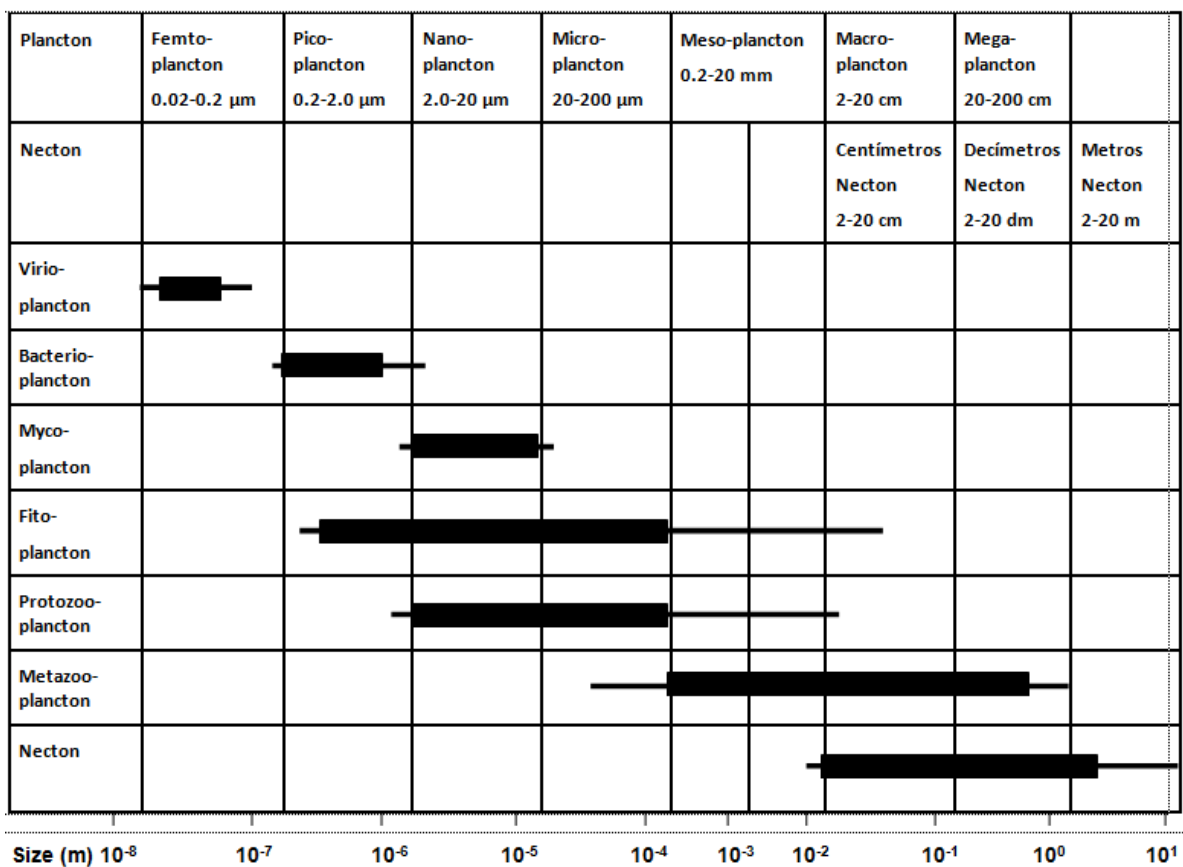 Plancton
Femto-
plancton
0.02-0.2 µm
Pico-
plancton
0.2-2.0 µm
Nano-
plancton
2.0-20 µm
Micro-
plancton
20-200 µm
Meso-plancton
0.2-20 mm
Macro-
plancton
2-20 cm
Mega-
plancton
20-200 cm
Necton
Centímetros
Necton
2-20 cm
Decímetros
Necton
2-20 dm
Metros
Necton
2-20 m
Virio-
plancton
Bacterio-
plancton
Myco-
plancton
Fito-
plancton
Protozoo-
plancton
Metazoo-
plancton
Necton
Size (m) 10⁻⁸ 10⁻⁷ 10⁻⁶ 10⁻⁵ 10⁻⁴ 10⁻³ 10⁻² 10⁻¹ 10⁰ 10¹